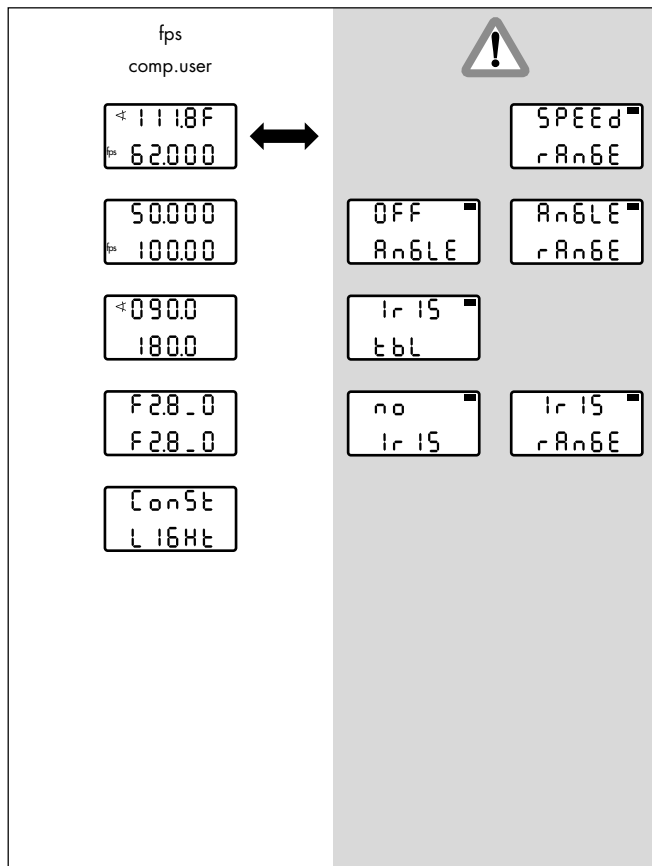 fps
comp.user
∢ 111.8F
fps 62.000
SPEEd
rAnGE
50.000
fps 100.00
OFF
AnGLE
AnGLE
rAnGE
∢ 090.0
180.0
IrIS
tbL
F2.8_0
F2.8_0
no
IrIS
IrIS
rAnGE
ConSt
LIGHt